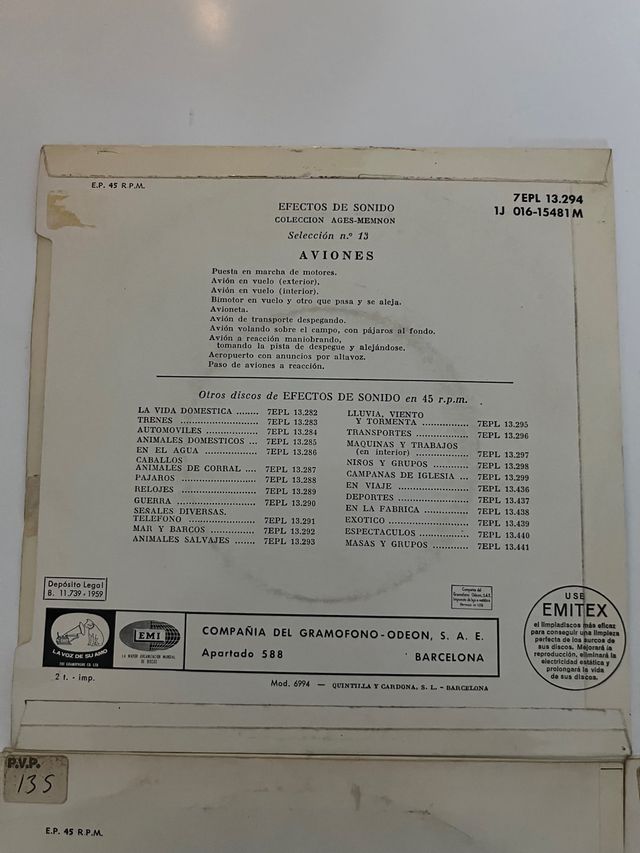 E.P. 45 R.P.M.
7EPL 13.294
1J 016-15481 M
EFECTOS DE SONIDO
COLECCION AGES-MEMNON
Selección n.º 13
AVIONES
Puesta en marcha de motores.
Avión en vuelo (exterior).
Avión en vuelo (interior).
Bimotor en vuelo y otro que pasa y se aleja.
Avioneta.
Avión de transporte despegando.
Avión volando sobre el campo, con pájaros al fondo.
Avión a reacción maniobrando,
tomando la pista de despegue y alejándose.
Aeropuerto con anuncios por altavoz.
Paso de aviones a reacción.
Otros discos de EFECTOS DE SONIDO en 45 r.p.m.
LA VIDA DOMESTICA ........ 7EPL 13.282
TRENES ........................... 7EPL 13.283
AUTOMOVILES .................. 7EPL 13.284
ANIMALES DOMESTICOS ... 7EPL 13.285
EN EL AGUA ..................... 7EPL 13.286
CABALLOS
ANIMALES DE CORRAL .... 7EPL 13.287
PAJAROS ......................... 7EPL 13.288
RELOJES .......................... 7EPL 13.289
GUERRA ........................... 7EPL 13.290
SEÑALES DIVERSAS.
TELEFONO ....................... 7EPL 13.291
MAR Y BARCOS ................ 7EPL 13.292
ANIMALES SALVAJES ....... 7EPL 13.293
LLUVIA, VIENTO
Y TORMENTA ................ 7EPL 13.295
TRANSPORTES .................. 7EPL 13.296
MAQUINAS Y TRABAJOS
(en interior) .................. 7EPL 13.297
NIÑOS Y GRUPOS .............. 7EPL 13.298
CAMPANAS DE IGLESIA ... 7EPL 13.299
EN VIAJE ......................... 7EPL 13.436
DEPORTES ........................ 7EPL 13.437
EN LA FABRICA ................ 7EPL 13.438
EXOTICO .......................... 7EPL 13.439
ESPECTACULOS ................. 7EPL 13.440
MASAS Y GRUPOS ............ 7EPL 13.441
Depósito Legal
B. 11.739 - 1959
Compañía del
Gramófono Odeon, S.A.E.
USE
EMITEX
el limpiadiscos más eficaz
para conseguir una limpieza
perfecta de los surcos de
sus discos. Mejorará la
reproducción, eliminará la
electricidad estática y
prolongará la vida
de sus discos.
LA VOZ DE SU AMO
EMI
LA MAYOR ORGANIZACION MUNDIAL
DE DISCOS
COMPAÑIA DEL GRAMOFONO-ODEON, S. A. E.
Apartado 588 BARCELONA
2 t. - imp.
Mod. 6994 — QUINTILLA Y CARDONA, S. L. - BARCELONA
P.V.P.
135
E.P. 45 R.P.M.